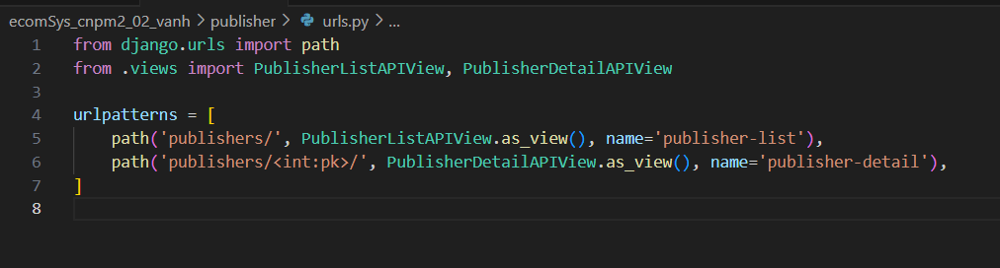 ecomSys_cnpm2_02_vanh > publisher > urls.py > ...
1 from django.urls import path
2 from .views import PublisherListAPIView, PublisherDetailAPIView
3
4 urlpatterns = [
5     path('publishers/', PublisherListAPIView.as_view(), name='publisher-list'),
6     path('publishers/<int:pk>/', PublisherDetailAPIView.as_view(), name='publisher-detail'),
7 ]
8